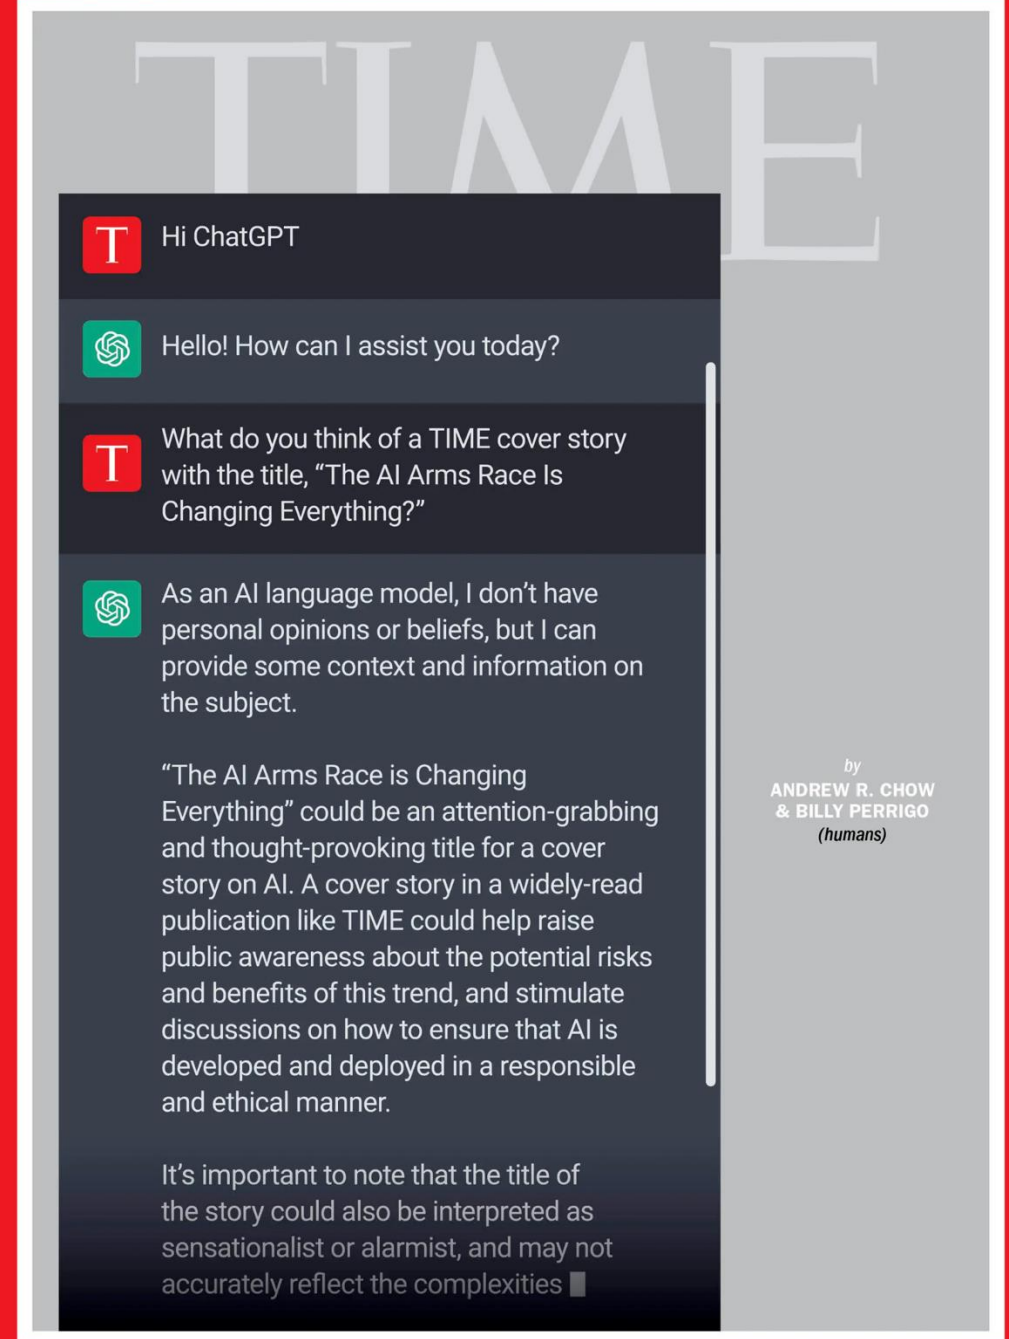 TIME
T Hi ChatGPT
Hello! How can I assist you today?
T What do you think of a TIME cover story
with the title, “The AI Arms Race Is
Changing Everything?”
As an AI language model, I don’t have
personal opinions or beliefs, but I can
provide some context and information on
the subject.
“The AI Arms Race is Changing
Everything” could be an attention-grabbing
and thought-provoking title for a cover
story on AI. A cover story in a widely-read
publication like TIME could help raise
public awareness about the potential risks
and benefits of this trend, and stimulate
discussions on how to ensure that AI is
developed and deployed in a responsible
and ethical manner.
It’s important to note that the title of
the story could also be interpreted as
sensationalist or alarmist, and may not
accurately reflect the complexities
by
ANDREW R. CHOW
& BILLY PERRIGO
(humans)